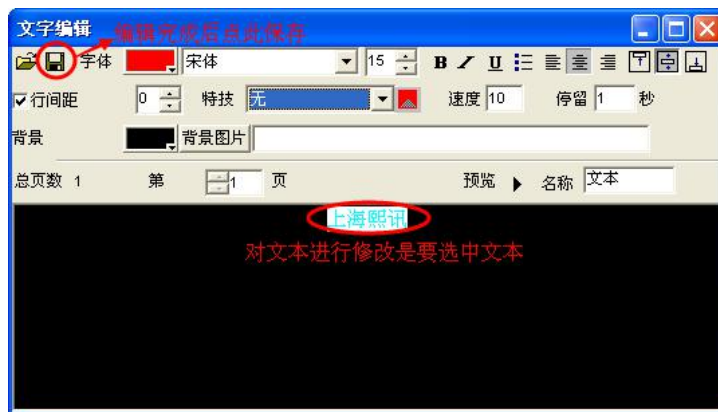 文字编辑
编辑完成后点此保存
字体 宋体 15 B I U
行间距 0 特技 无 速度 10 停留 1 秒
背景 背景图片
总页数 1 第 1 页 预览 名称 文本
上海熙讯
对文本进行修改是要选中文本